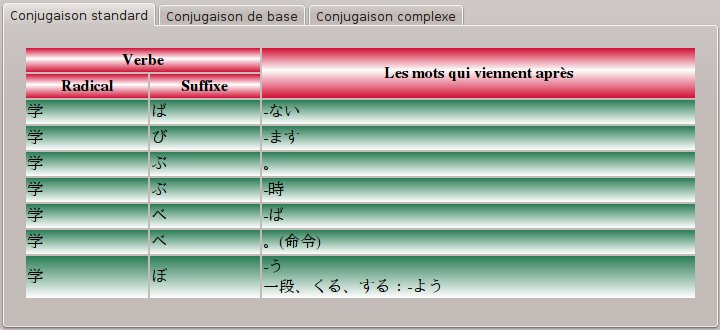 Conjugaison standard Conjugaison de base Conjugaison complexe
Verbe Les mots qui viennent après
Radical Suffixe
学 ば -ない
学 び -ます
学 ぶ 。
学 ぶ -時
学 べ -ば
学 べ 。(命令)
学 ぼ -う
一段、くる、する：-よう